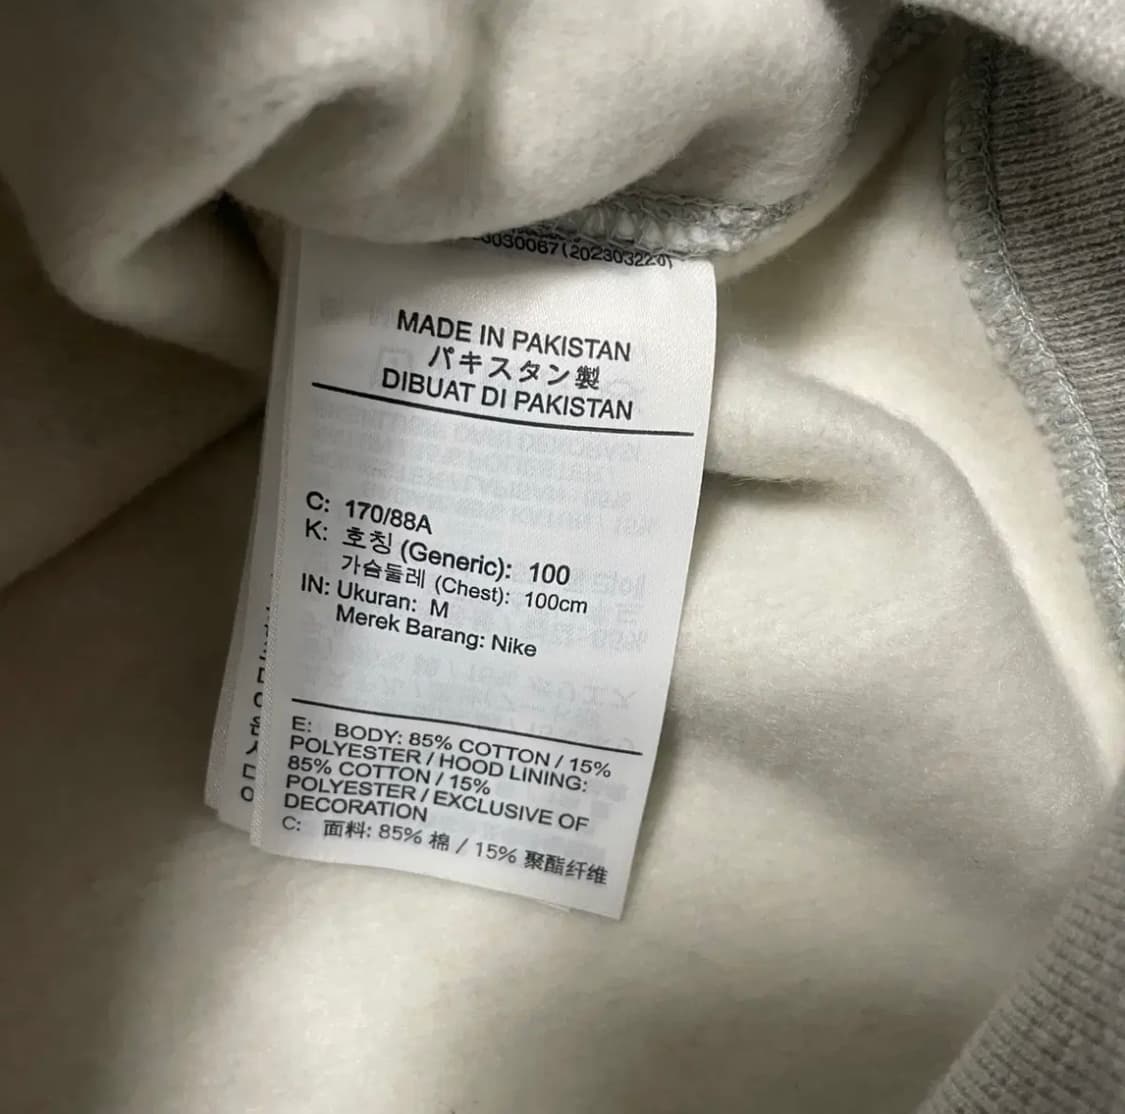 030067(20230322
MADE IN PAKISTAN
パキスタン製
DIBUAT DI PAKISTAN
C: 170/88A
K: 호칭 (Generic): 100
가슴둘레 (Chest): 100cm
IN: Ukuran: M
Merek Barang: Nike
E: BODY: 85% COTTON / 15%
POLYESTER / HOOD LINING:
85% COTTON / 15%
POLYESTER / EXCLUSIVE OF
DECORATION
C: 面料: 85% 棉 / 15% 聚酯纤维